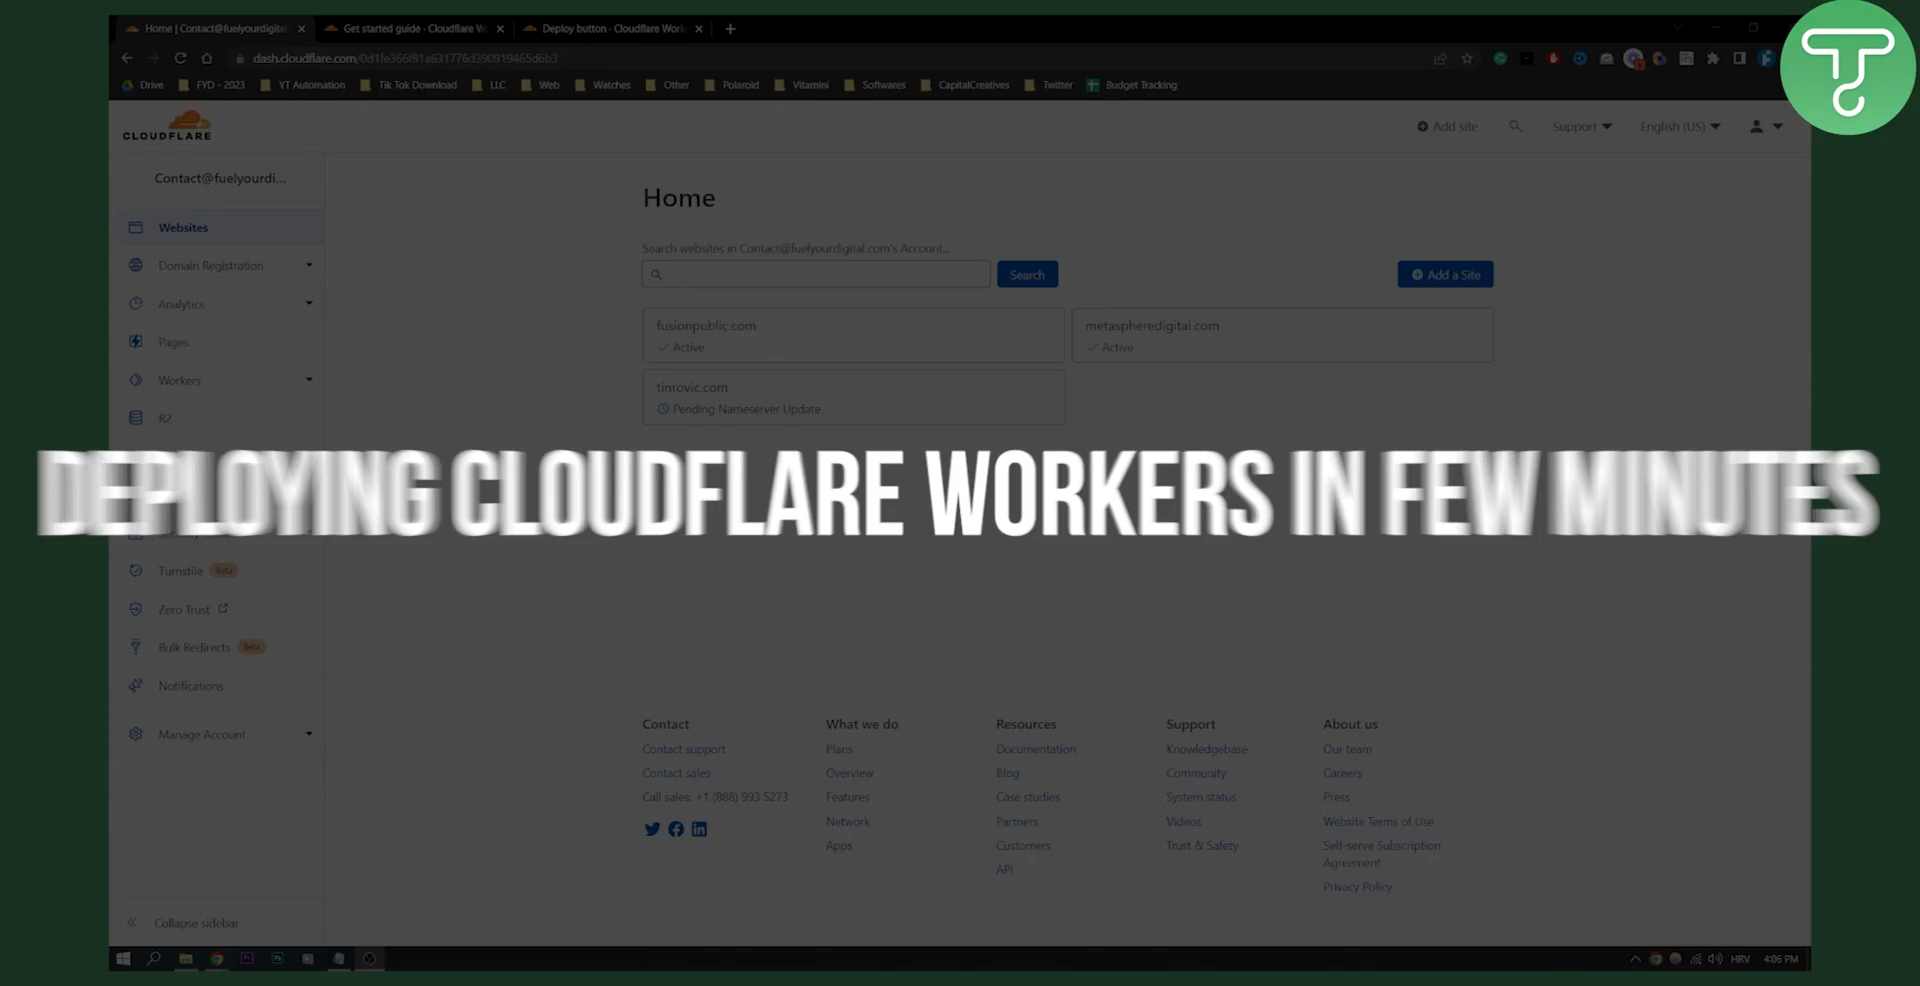 Home | Contact@fuelyourdigital
Get started guide · Cloudflare W
Deploy button · Cloudflare Work
dash.cloudflare.com/0d1fe366f81a631776d390919465d6b3
Drive
FYD - 2023
YT Automation
Tik Tok Download
LLC
Web
Watches
Other
Polaroid
Vitamini
Softwares
CapitalCreatives
Twitter
Budget Tracking
CLOUDFLARE
Add site
Support
English (US)
Contact@fuelyourdi...
Websites
Domain Registration
Analytics
Pages
Workers
R2
Home
Search websites in Contact@fuelyourdigital.com's Account...
Search
Add a Site
fusionpublic.com
Active
metaspheredigital.com
Active
tinrovic.com
Pending Nameserver Update
DEPLOYING CLOUDFLARE WORKERS IN FEW MINUTES
Turnstile Beta
Zero Trust
Bulk Redirects Beta
Notifications
Manage Account
Collapse sidebar
Contact
Contact support
Contact sales
Call sales: +1 (888) 993 5273
What we do
Plans
Overview
Features
Network
Apps
Resources
Documentation
Blog
Case studies
Partners
Customers
API
Support
Knowledgebase
Community
System status
Videos
Trust & Safety
About us
Our team
Careers
Press
Website Terms of Use
Self-serve Subscription
Agreement
Privacy Policy
HRV
4:06 PM